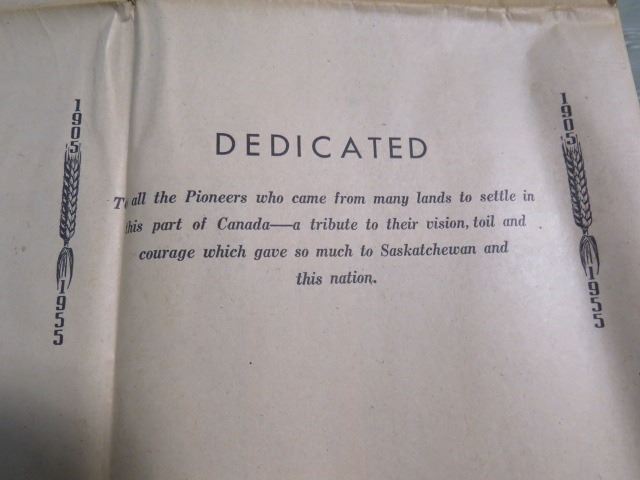 1905
1955
DEDICATED
To all the Pioneers who came from many lands to settle in
this part of Canada—a tribute to their vision, toil and
courage which gave so much to Saskatchewan and
this nation.
1905
1955